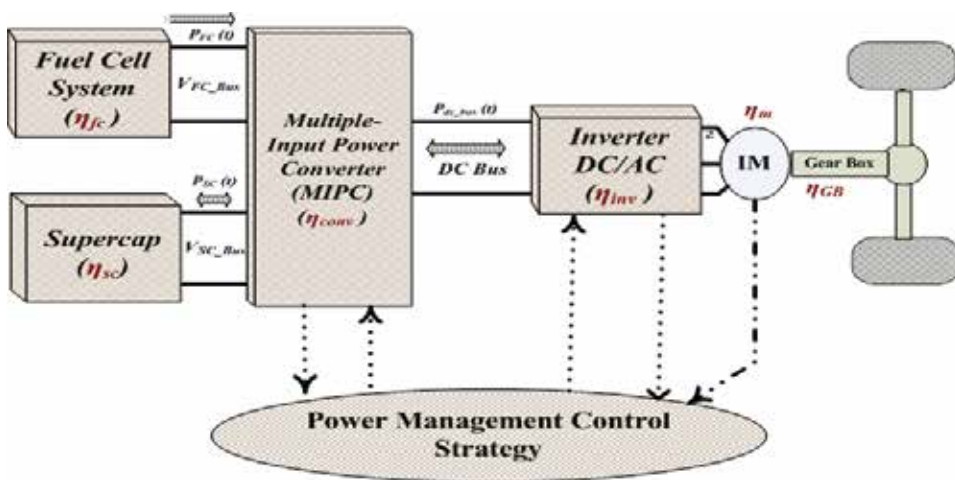 P_FC (t)
Fuel Cell
System
(η_fc)
V_FC_Bus
P_SC (t)
Supercap
(η_sc)
V_SC_Bus
Multiple-
Input Power
Converter
(MIPC)
(η_conv)
P_dc_bus (t)
DC Bus
Inverter
DC/AC
(η_inv)
2
η_m
IM
Gear Box
η_GB
Power Management Control
Strategy